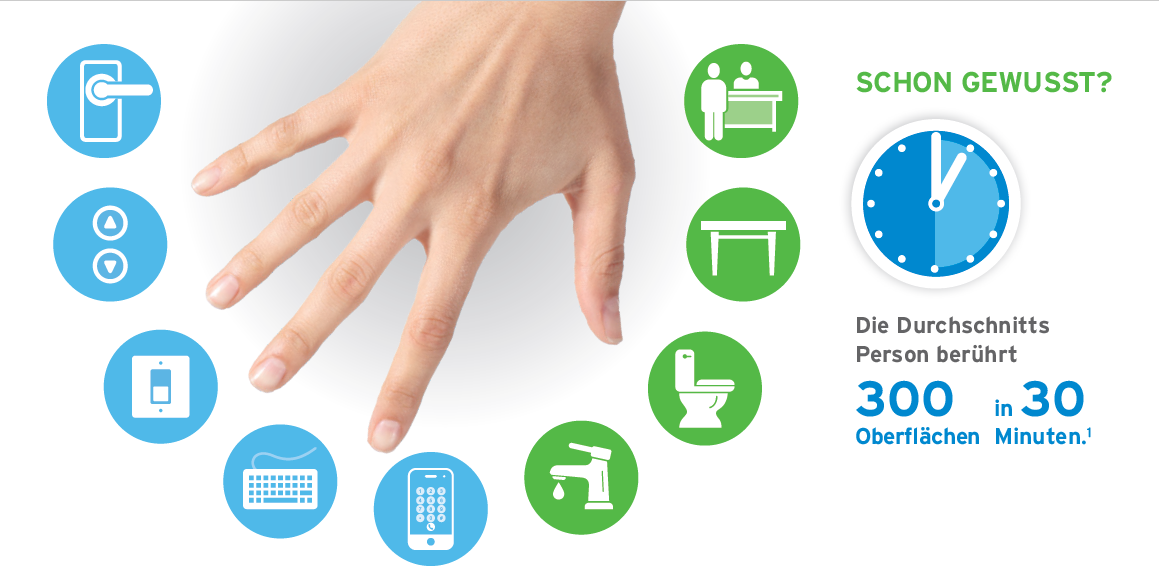 SCHON GEWUSST?
Die Durchschnitts
Person berührt
300 in 30
Oberflächen Minuten.¹